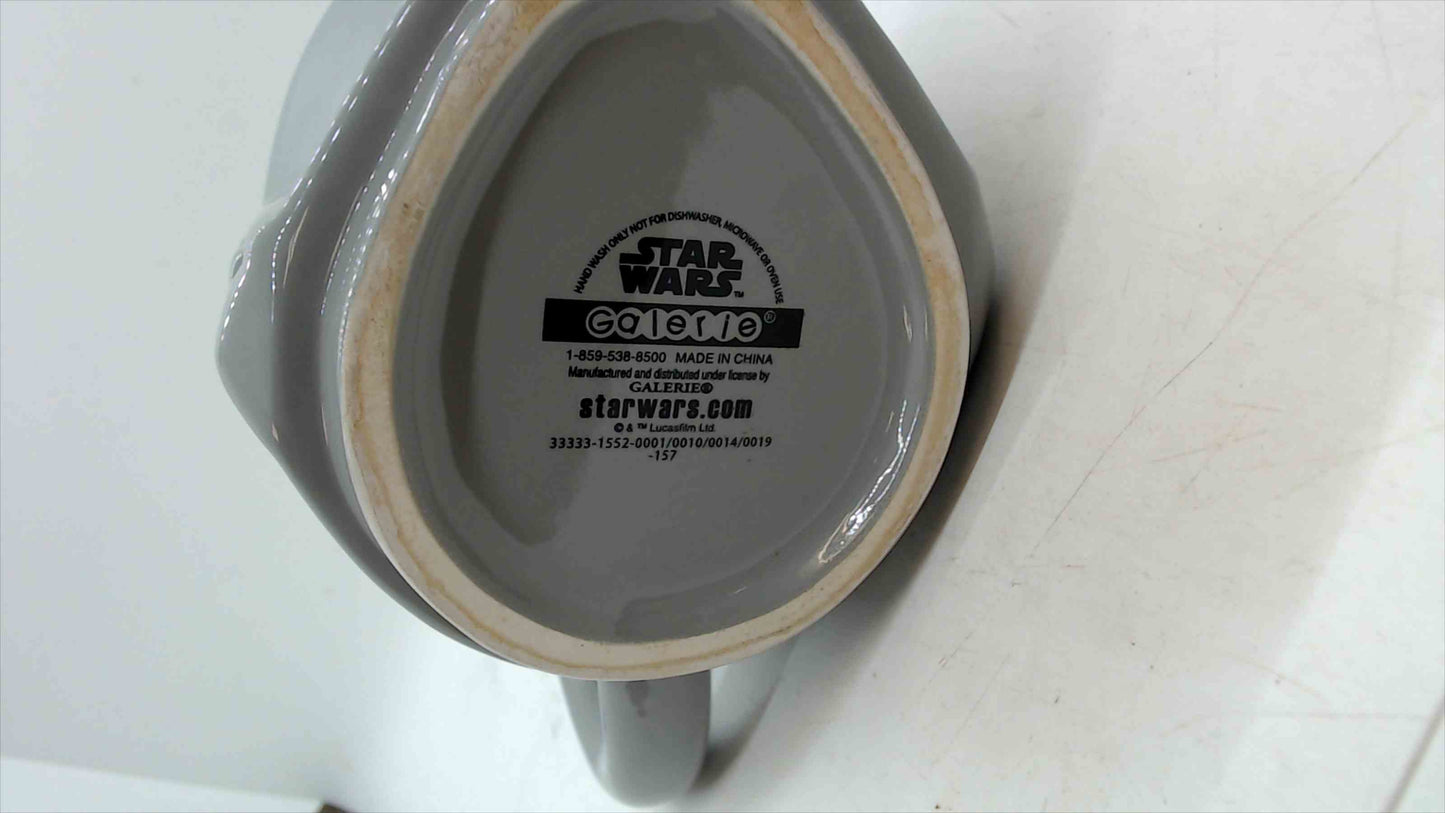 HAND WASH ONLY NOT FOR DISHWASHER, MICROWAVE OR OVEN USE
STAR
WARS™
Galerie®
1-859-538-8500 MADE IN CHINA
Manufactured and distributed under license by
GALERIE®
starwars.com
© & ™ Lucasfilm Ltd.
33333-1552-0001/0010/0014/0019
-157